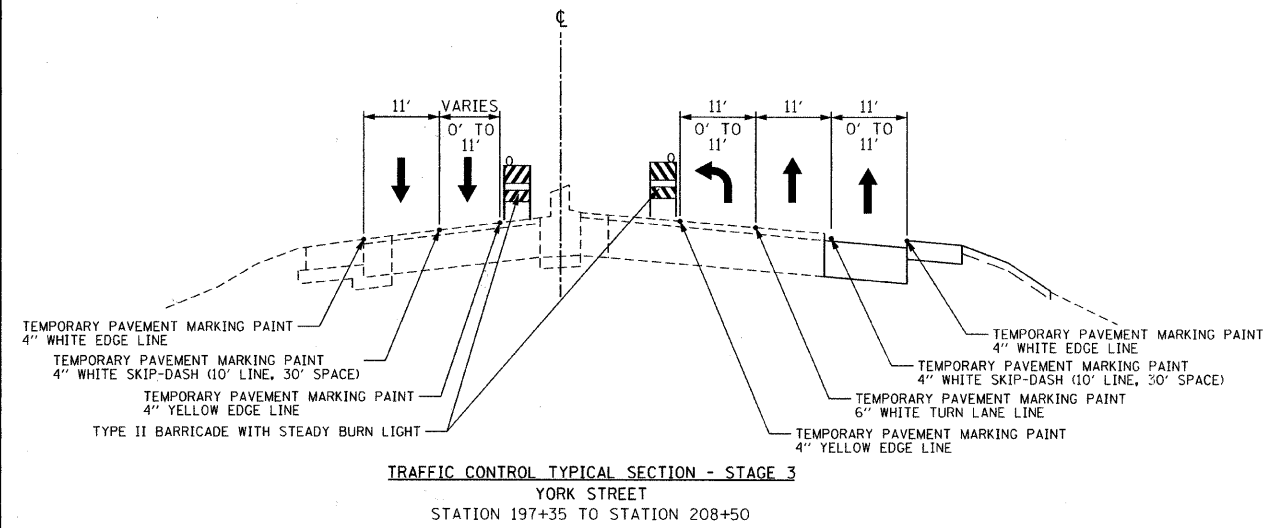 ℄
11'
VARIES
0' TO
11'
11'
0' TO
11'
11'
11'
0' TO
11'
TEMPORARY PAVEMENT MARKING PAINT
4" WHITE EDGE LINE
TEMPORARY PAVEMENT MARKING PAINT
4" WHITE SKIP-DASH (10' LINE, 30' SPACE)
TEMPORARY PAVEMENT MARKING PAINT
4" YELLOW EDGE LINE
TYPE II BARRICADE WITH STEADY BURN LIGHT
TEMPORARY PAVEMENT MARKING PAINT
4" WHITE EDGE LINE
TEMPORARY PAVEMENT MARKING PAINT
4" WHITE SKIP-DASH (10' LINE, 30' SPACE)
TEMPORARY PAVEMENT MARKING PAINT
6" WHITE TURN LANE LINE
TEMPORARY PAVEMENT MARKING PAINT
4" YELLOW EDGE LINE
TRAFFIC CONTROL TYPICAL SECTION - STAGE 3
YORK STREET
STATION 197+35 TO STATION 208+50